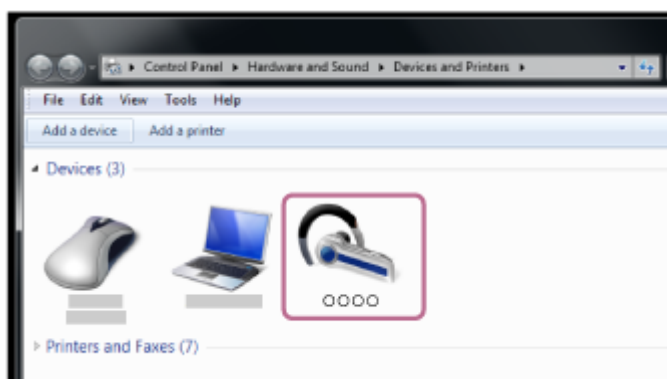 Control Panel ▸ Hardware and Sound ▸ Devices and Printers ▸
File Edit View Tools Help
Add a device Add a printer
Devices (3)
OOOO
Printers and Faxes (7)